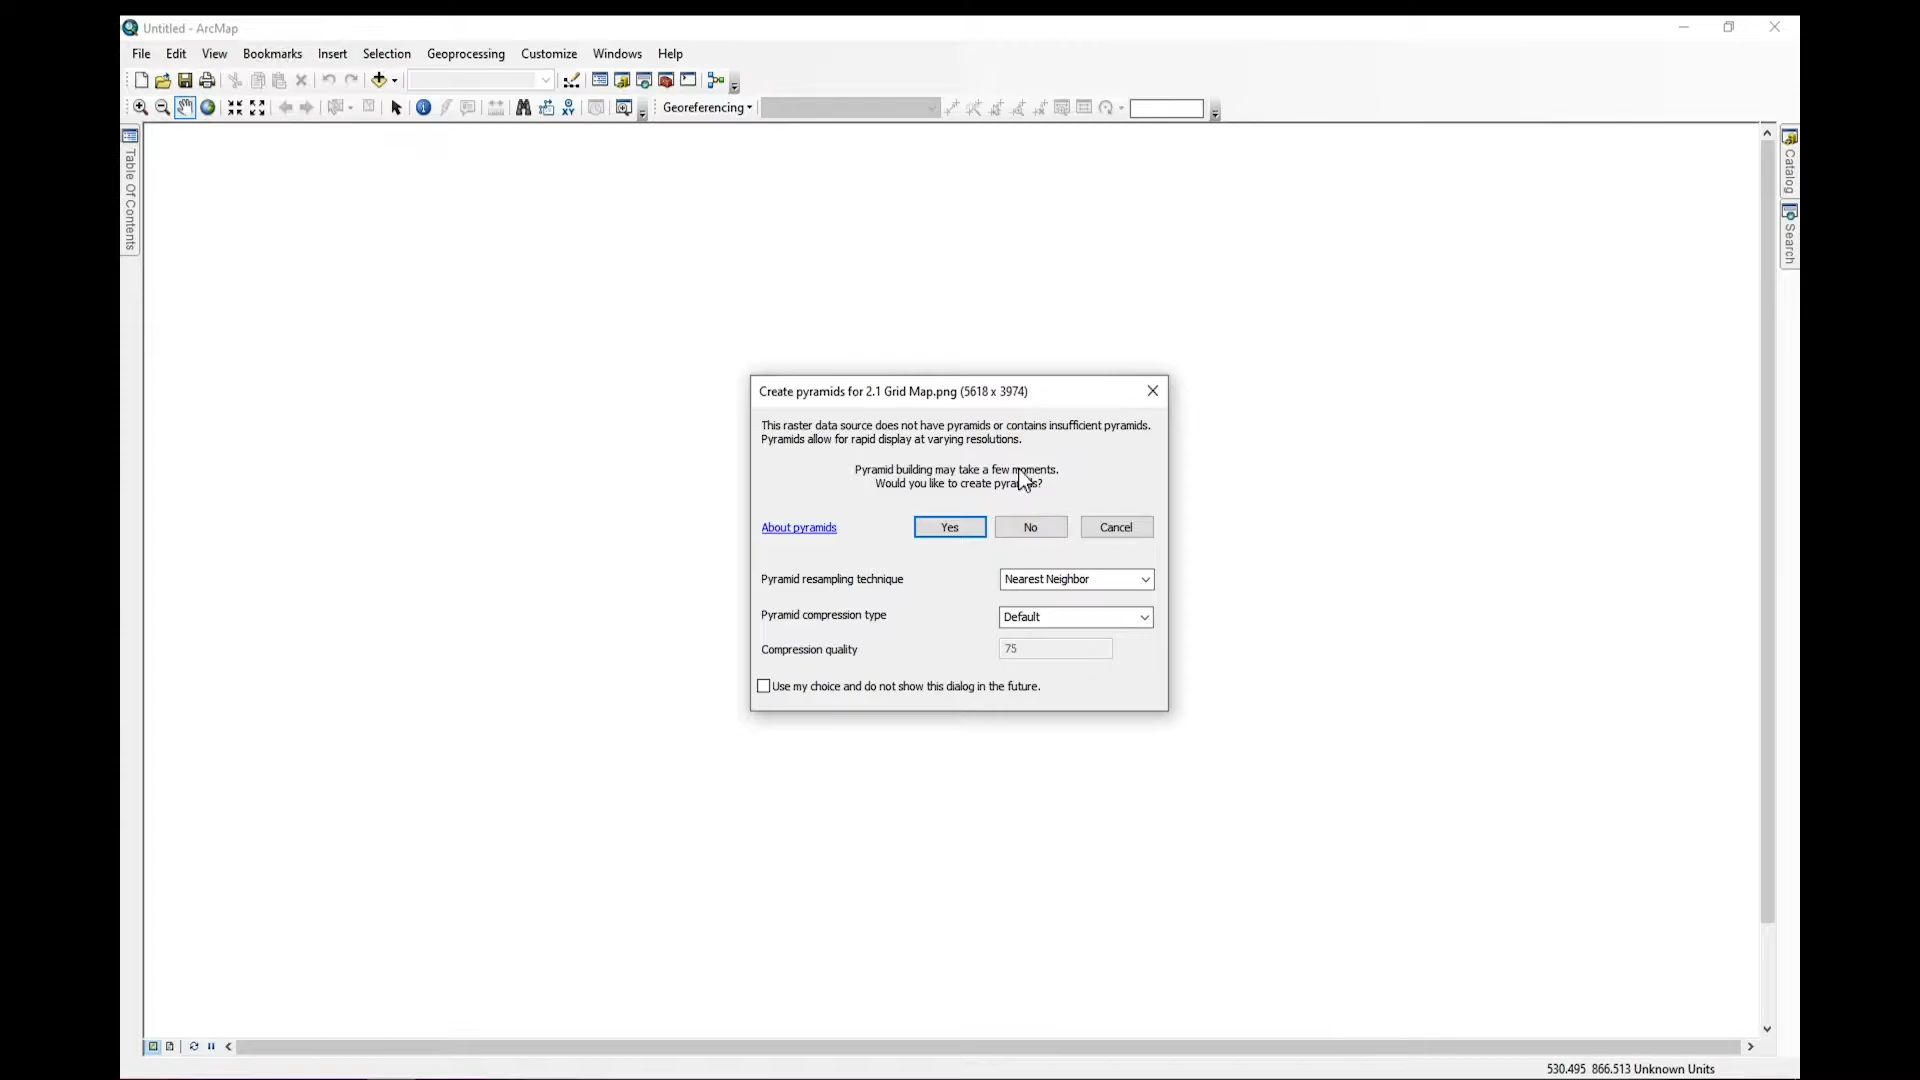 Untitled - ArcMap
File Edit View Bookmarks Insert Selection Geoprocessing Customize Windows Help
Georeferencing
Table Of Contents
Catalog
Search
Create pyramids for 2.1 Grid Map.png (5618 x 3974)
This raster data source does not have pyramids or contains insufficient pyramids.
Pyramids allow for rapid display at varying resolutions.
Pyramid building may take a few moments.
Would you like to create pyramids?
About pyramids Yes No Cancel
Pyramid resampling technique Nearest Neighbor
Pyramid compression type Default
Compression quality 75
Use my choice and do not show this dialog in the future.
530.495 866.513 Unknown Units